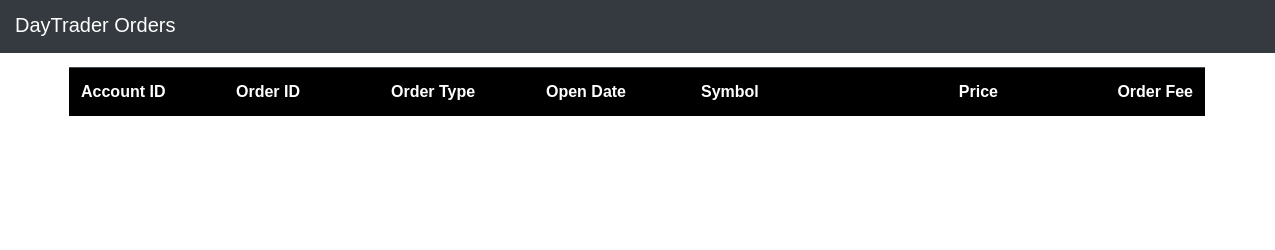 DayTrader Orders
Account ID Order ID Order Type Open Date Symbol Price Order Fee